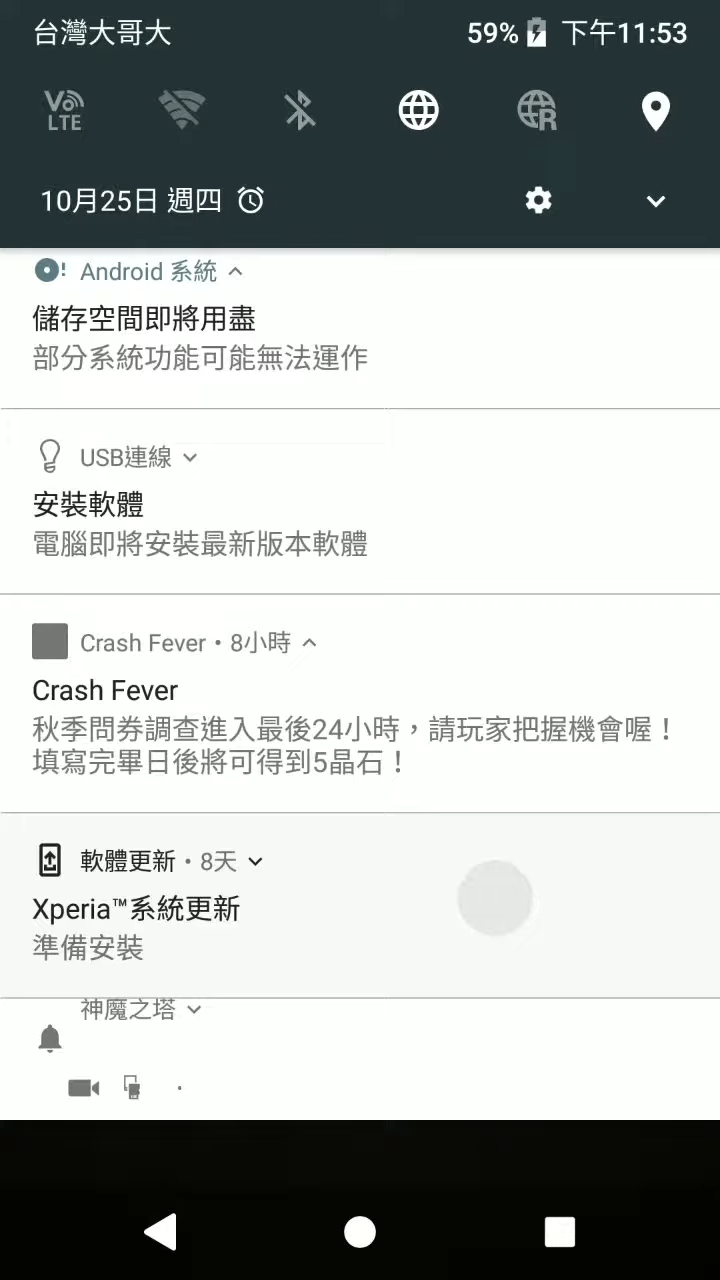 台灣大哥大 59% 下午11:53
VoLTE R
10月25日 週四
Android 系統
儲存空間即將用盡
部分系統功能可能無法運作
USB連線
安裝軟體
電腦即將安裝最新版本軟體
Crash Fever • 8小時
Crash Fever
秋季問券調查進入最後24小時，請玩家把握機會喔！
填寫完畢日後將可得到5晶石！
軟體更新 • 8天
Xperia™系統更新
準備安裝
神魔之塔